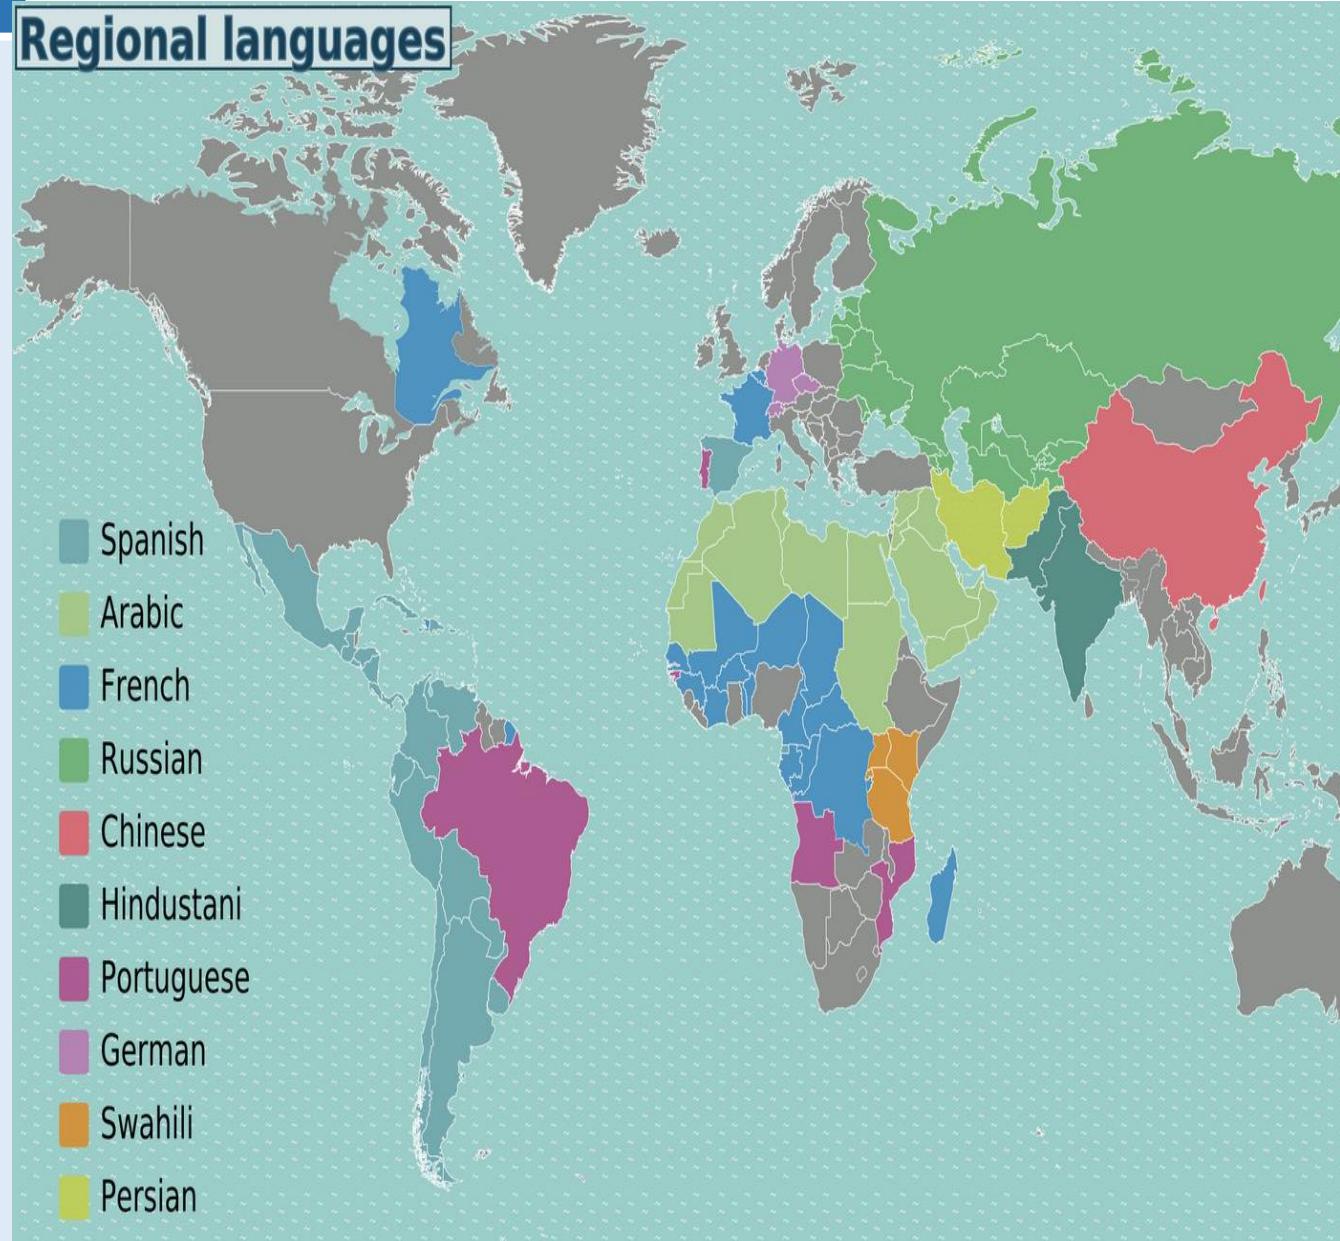 Regional languages
Spanish
Arabic
French
Russian
Chinese
Hindustani
Portuguese
German
Swahili
Persian